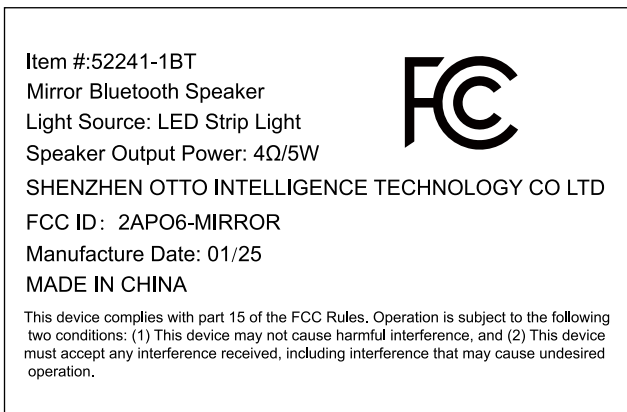 Item #:52241-1BT
FC
Mirror Bluetooth Speaker
Light Source: LED Strip Light
Speaker Output Power: 4Ω/5W
SHENZHEN OTTO INTELLIGENCE TECHNOLOGY CO LTD
FCC ID: 2APO6-MIRROR
Manufacture Date: 01/25
MADE IN CHINA
This device complies with part 15 of the FCC Rules. Operation is subject to the following
two conditions: (1) This device may not cause harmful interference, and (2) This device
must accept any interference received, including interference that may cause undesired
operation.